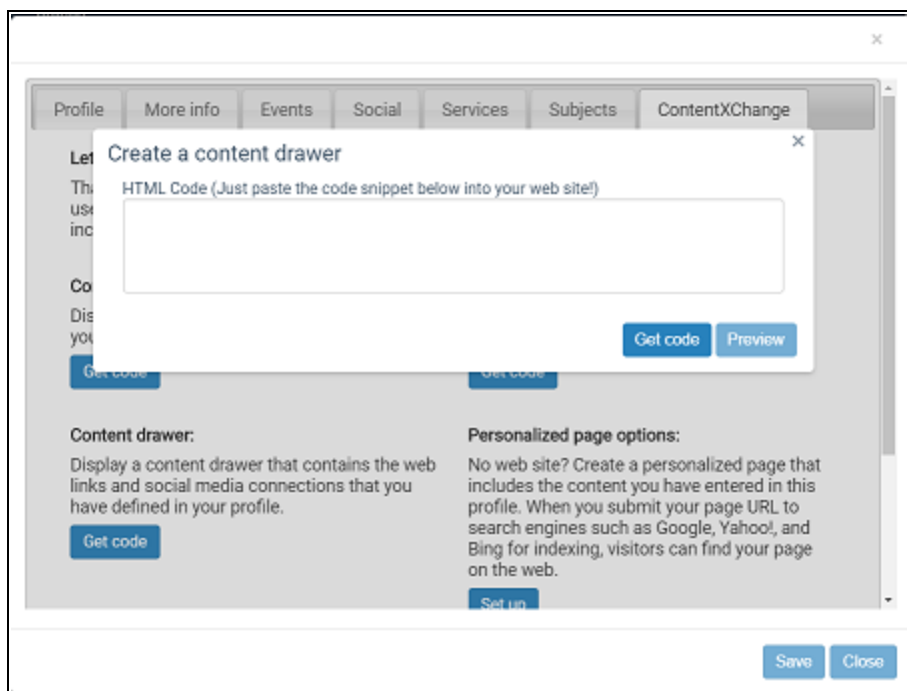 ×
Profile More info Events Social Services Subjects ContentXChange
Create a content drawer ×
HTML Code (Just paste the code snippet below into your web site!)
Get code Preview
Get code Get code
Content drawer:
Display a content drawer that contains the web
links and social media connections that you
have defined in your profile.
Get code
Personalized page options:
No web site? Create a personalized page that
includes the content you have entered in this
profile. When you submit your page URL to
search engines such as Google, Yahoo!, and
Bing for indexing, visitors can find your page
on the web.
Set up
Save Close